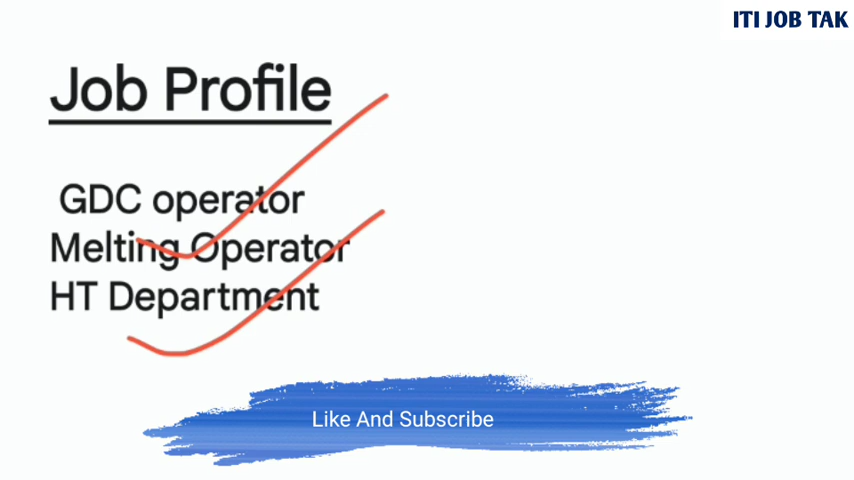 ITI JOB TAK
Job Profile
GDC operator
Melting Operator
HT Department
Like And Subscribe